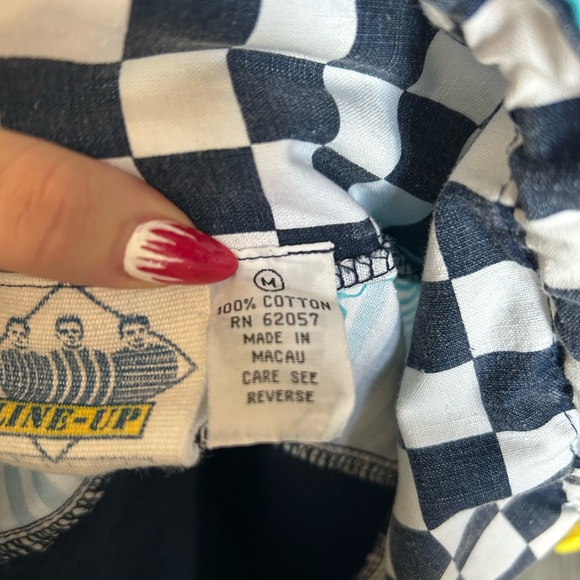 LINE-UP
M
100% COTTON
RN 62057
MADE IN
MACAU
CARE SEE
REVERSE